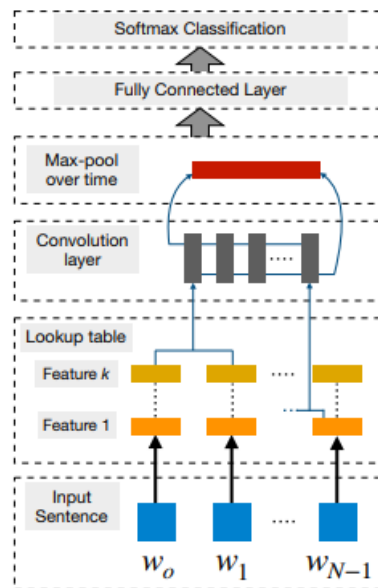 Softmax Classification
Fully Connected Layer
Max-pool
over time
Convolution
layer
....
Lookup table
Feature k
....
Feature 1
Input
Sentence
....
w_o w_1 w_{N-1}